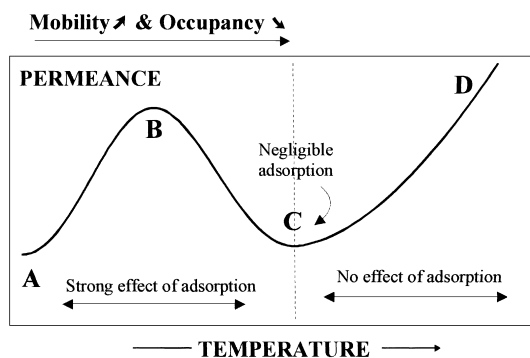 Mobility ↗ & Occupancy ↘
PERMEANCE
D
B
Negligible
adsorption
C
A
Strong effect of adsorption
No effect of adsorption
TEMPERATURE